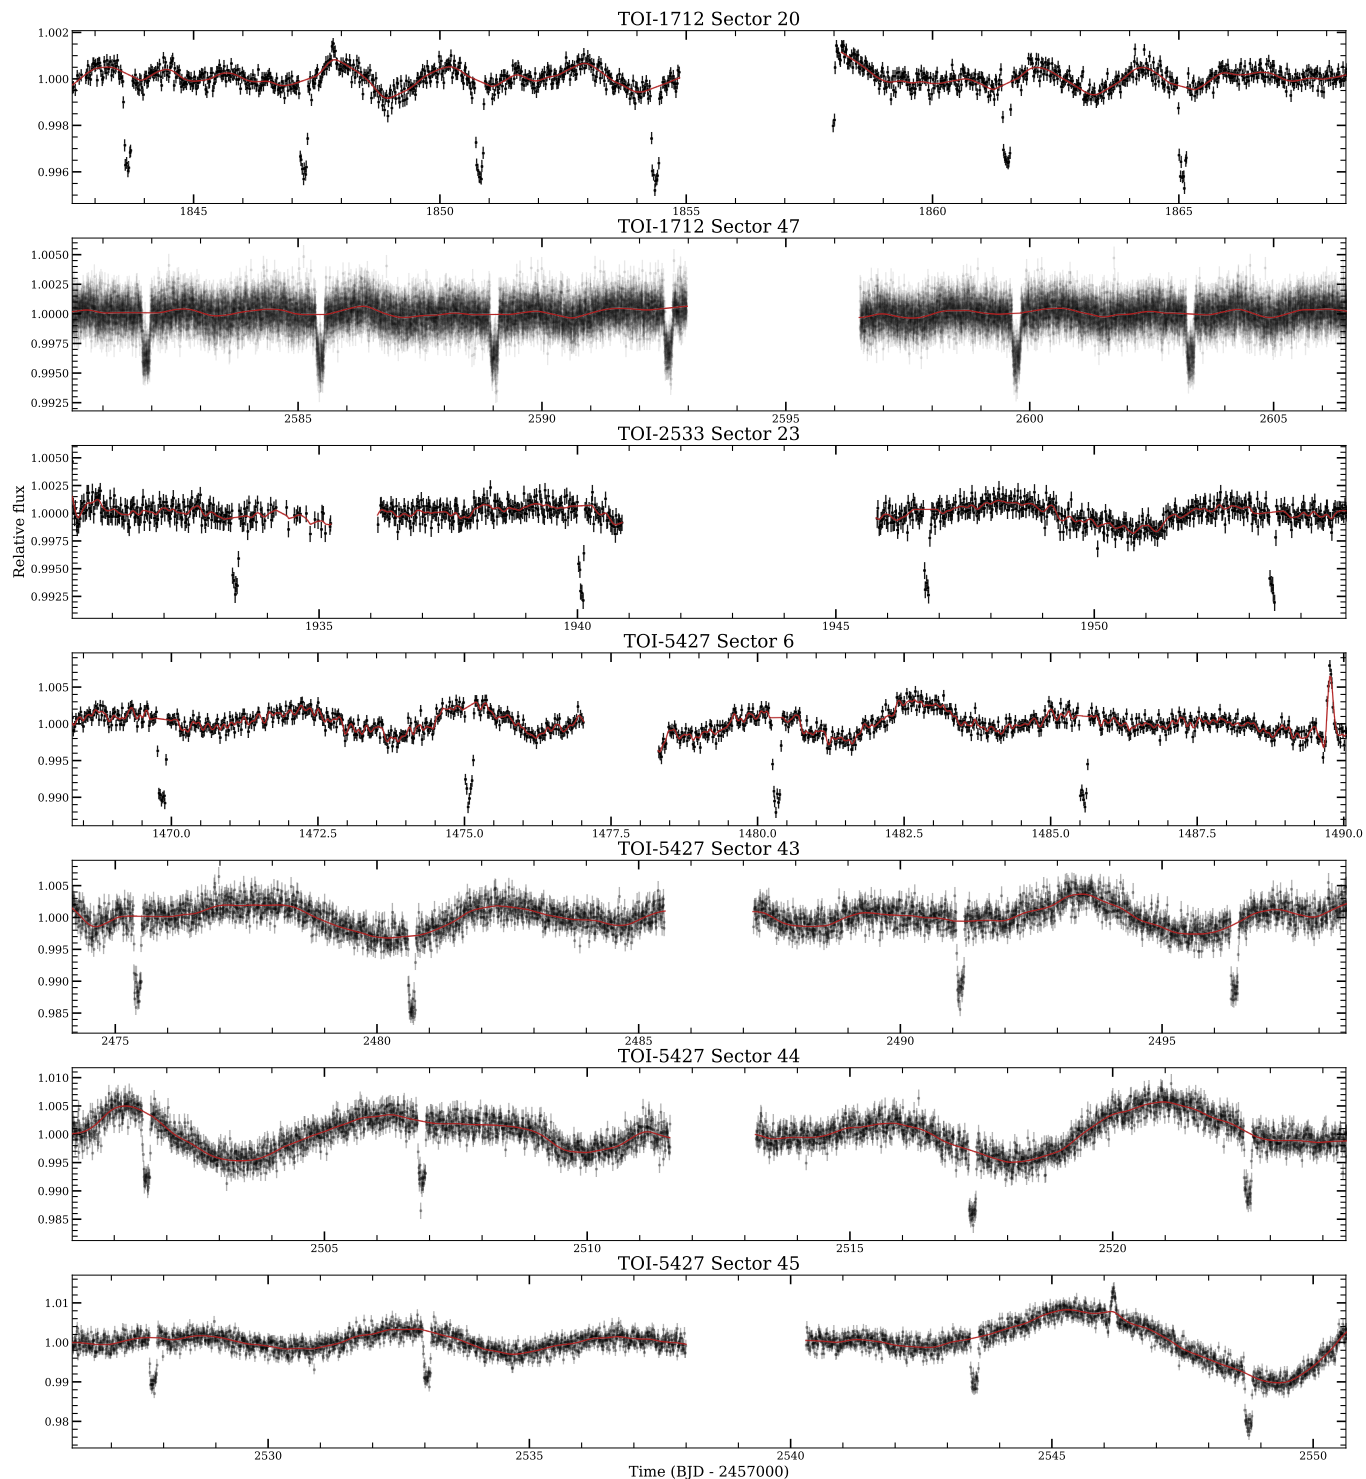 TOI-1712 Sector 20
1.002
1.000
0.998
0.996
1845 1850 1855 1860 1865
TOI-1712 Sector 47
1.0050
1.0025
1.0000
0.9975
0.9950
0.9925
2585 2590 2595 2600 2605
TOI-2533 Sector 23
1.0050
1.0025
1.0000
0.9975
0.9950
0.9925
Relative flux
1935 1940 1945 1950
TOI-5427 Sector 6
1.005
1.000
0.995
0.990
1470.0 1472.5 1475.0 1477.5 1480.0 1482.5 1485.0 1487.5 1490.0
TOI-5427 Sector 43
1.005
1.000
0.995
0.990
0.985
2475 2480 2485 2490 2495
TOI-5427 Sector 44
1.010
1.005
1.000
0.995
0.990
0.985
2505 2510 2515 2520
TOI-5427 Sector 45
1.01
1.00
0.99
0.98
2530 2535 2540 2545 2550
Time (BJD - 2457000)